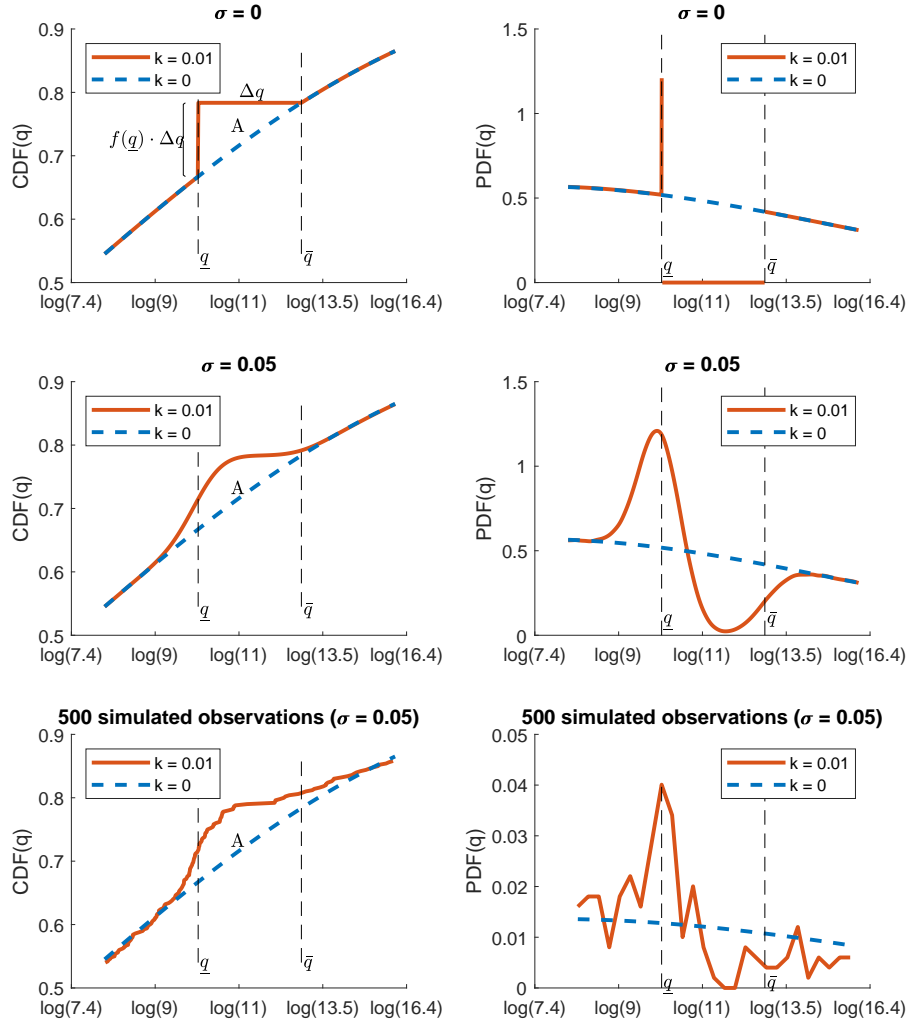 σ = 0
CDF(q)
0.9
0.8
0.7
0.6
0.5
k = 0.01
k = 0
Δq
A
f(q) · Δq
q
q̄
log(7.4) log(9) log(11) log(13.5) log(16.4)
σ = 0
PDF(q)
1.5
1
0.5
0
k = 0.01
k = 0
q
q̄
log(7.4) log(9) log(11) log(13.5) log(16.4)
σ = 0.05
CDF(q)
0.9
0.8
0.7
0.6
0.5
k = 0.01
k = 0
A
q
q̄
log(7.4) log(9) log(11) log(13.5) log(16.4)
σ = 0.05
PDF(q)
1.5
1
0.5
0
k = 0.01
k = 0
q
q̄
log(7.4) log(9) log(11) log(13.5) log(16.4)
500 simulated observations (σ = 0.05)
CDF(q)
0.9
0.8
0.7
0.6
0.5
k = 0.01
k = 0
A
q
q̄
log(7.4) log(9) log(11) log(13.5) log(16.4)
500 simulated observations (σ = 0.05)
PDF(q)
0.05
0.04
0.03
0.02
0.01
0
k = 0.01
k = 0
q
q̄
log(7.4) log(9) log(11) log(13.5) log(16.4)